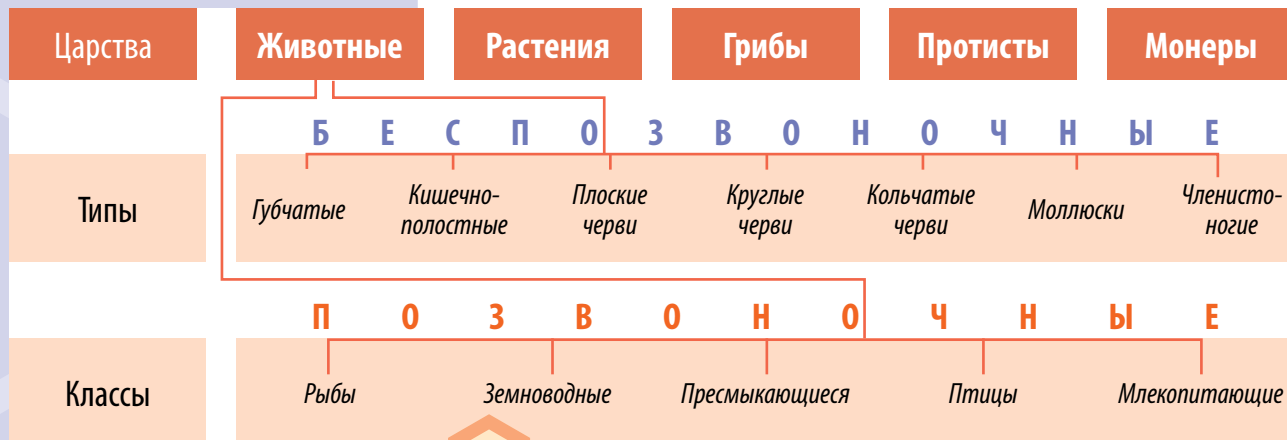 Царства Животные Растения Грибы Протисты Монеры
Б Е С П О З В О Н О Ч Н Ы Е
Типы
Губчатые
Кишечно-
полостные
Плоские
черви
Круглые
черви
Кольчатые
черви
Моллюски
Членисто-
ногие
П О З В О Н О Ч Н Ы Е
Классы Рыбы Земноводные Пресмыкающиеся Птицы Млекопитающие